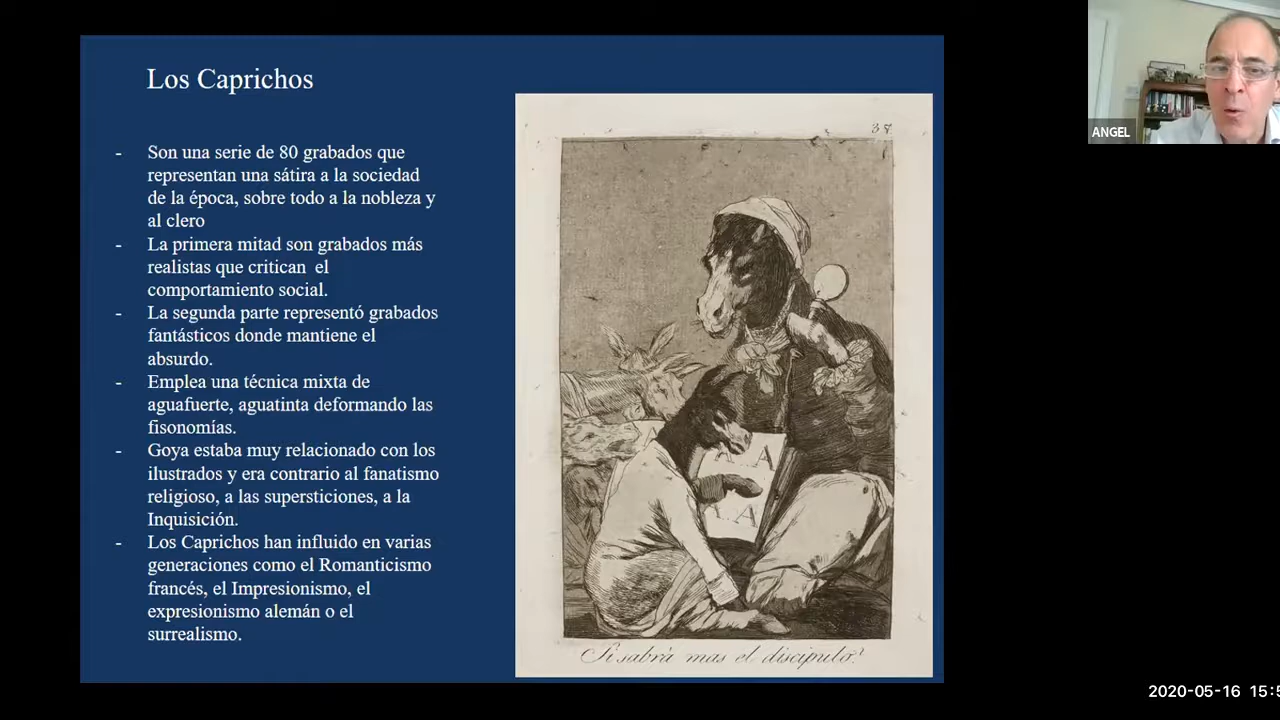 Los Caprichos
- Son una serie de 80 grabados que
representan una sátira a la sociedad
de la época, sobre todo a la nobleza y
al clero
- La primera mitad son grabados más
realistas que critican el
comportamiento social.
- La segunda parte representó grabados
fantásticos donde mantiene el
absurdo.
- Emplea una técnica mixta de
aguafuerte, aguatinta deformando las
fisonomías.
- Goya estaba muy relacionado con los
ilustrados y era contrario al fanatismo
religioso, a las supersticiones, a la
Inquisición.
- Los Caprichos han influido en varias
generaciones como el Romanticismo
francés, el Impresionismo, el
expresionismo alemán o el
surrealismo.
A A
A
Si sabrá mas el discipulo?
ANGEL
2020-05-16 15:5